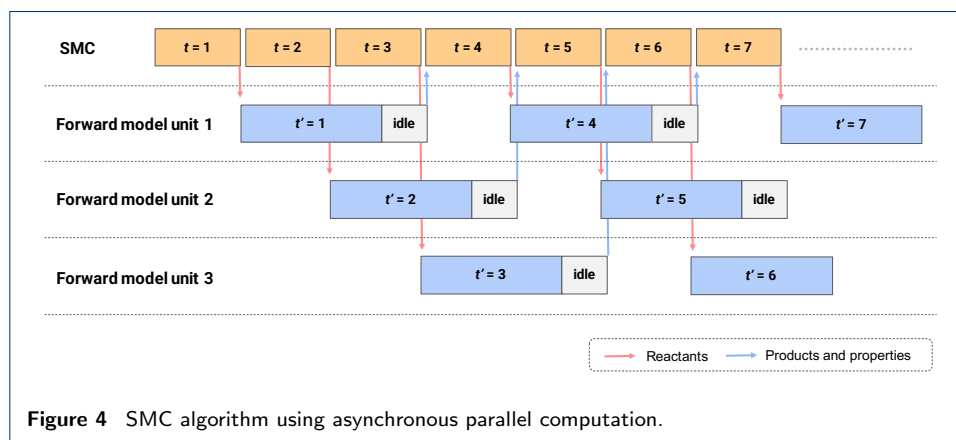 SMC t = 1 t = 2 t = 3 t = 4 t = 5 t = 6 t = 7
Forward model unit 1 t' = 1 idle t' = 4 idle t' = 7
Forward model unit 2 t' = 2 idle t' = 5 idle
Forward model unit 3 t' = 3 idle t' = 6
Reactants Products and properties
Figure 4 SMC algorithm using asynchronous parallel computation.